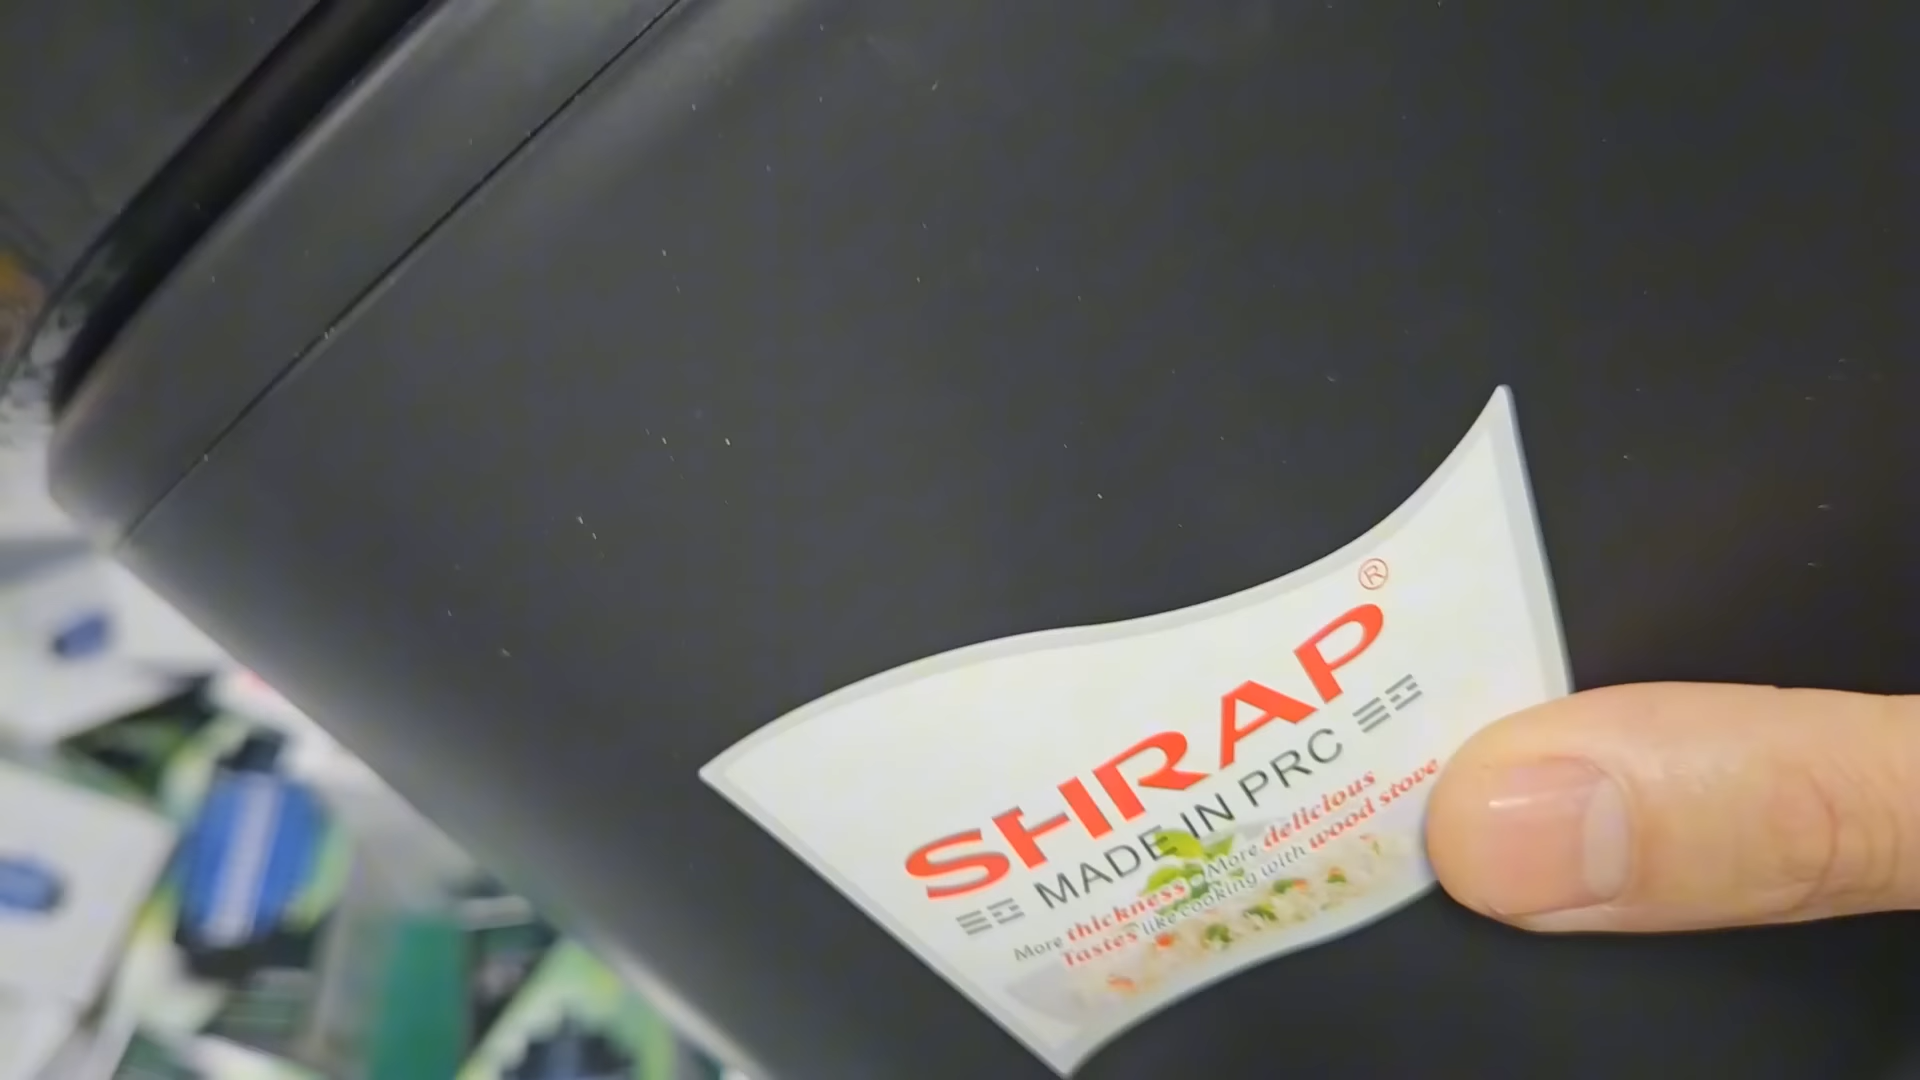 SHRAP®
MADE IN PRC
More thickness More delicious
Tastes like cooking with wood stove